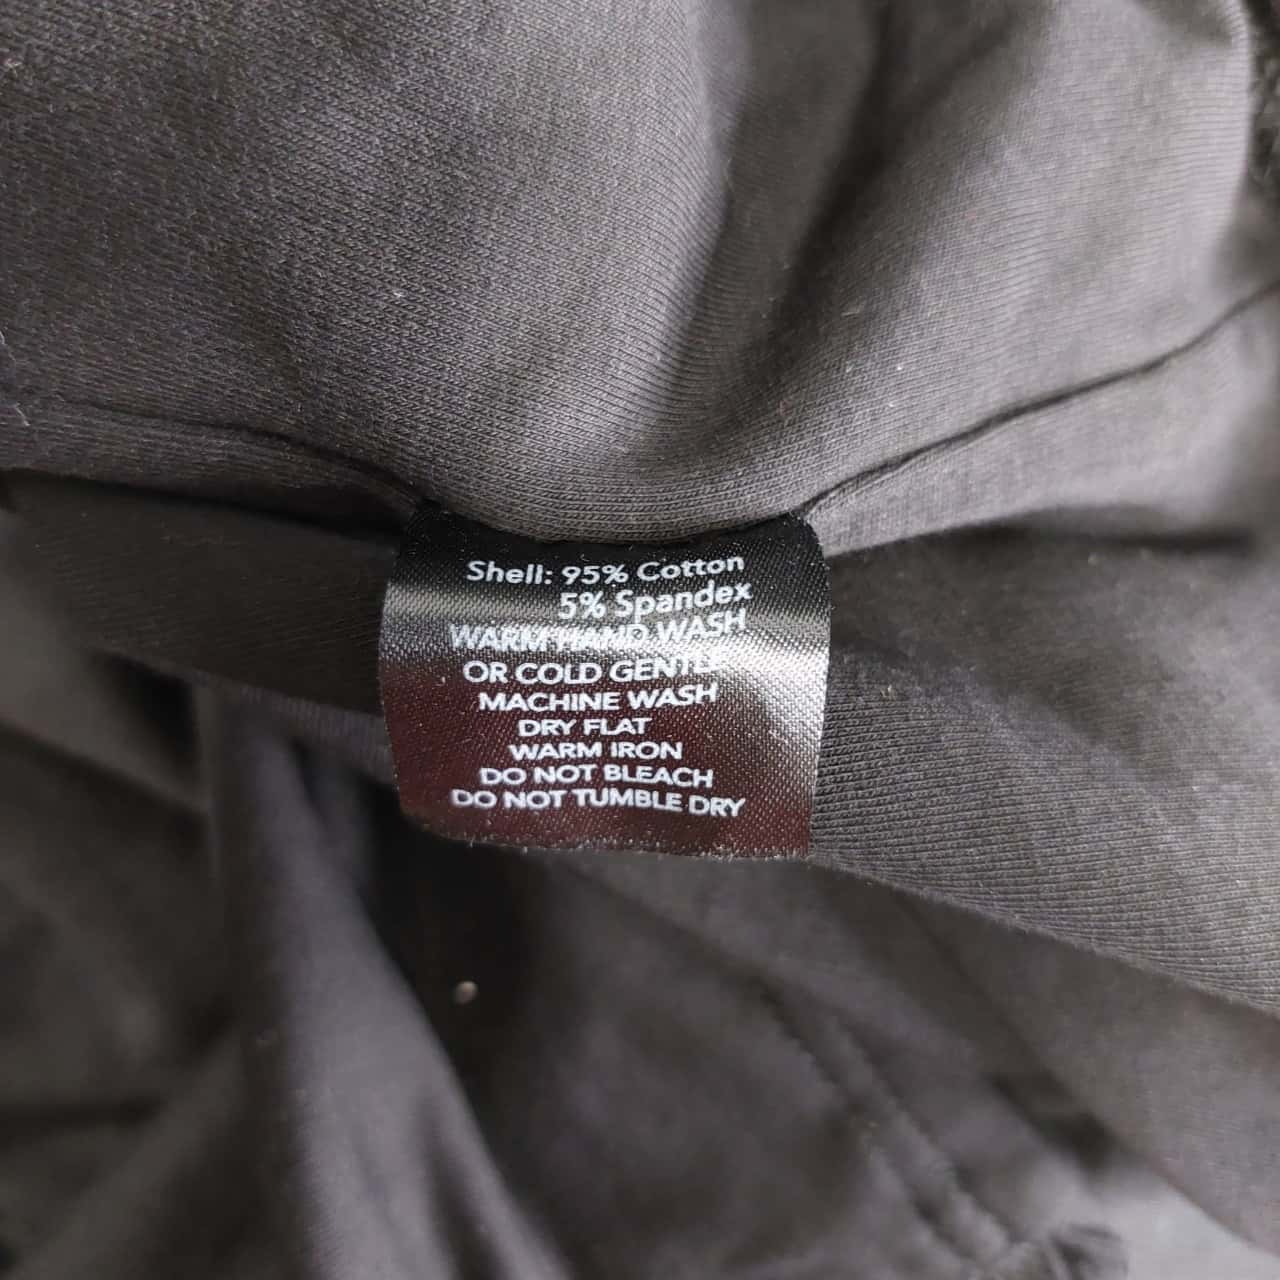 Shell: 95% Cotton
5% Spandex
WARM HAND WASH
OR COLD GENTLE
MACHINE WASH
DRY FLAT
WARM IRON
DO NOT BLEACH
DO NOT TUMBLE DRY